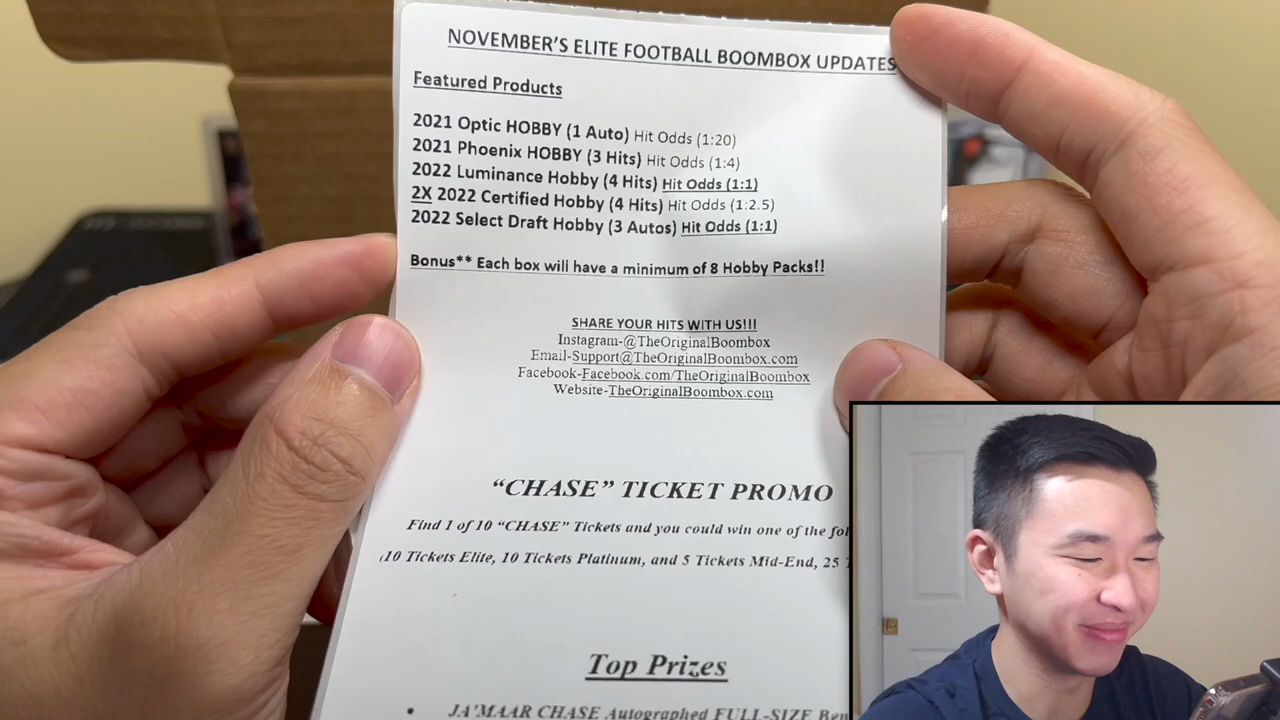 NOVEMBER'S ELITE FOOTBALL BOOMBOX UPDATES
Featured Products
2021 Optic HOBBY (1 Auto) Hit Odds (1:20)
2021 Phoenix HOBBY (3 Hits) Hit Odds (1:4)
2022 Luminance Hobby (4 Hits) Hit Odds (1:1)
2X 2022 Certified Hobby (4 Hits) Hit Odds (1:2.5)
2022 Select Draft Hobby (3 Autos) Hit Odds (1:1)
Bonus** Each box will have a minimum of 8 Hobby Packs!!
SHARE YOUR HITS WITH US!!!
Instagram-@TheOriginalBoombox
Email-Support@TheOriginalBoombox.com
Facebook-Facebook.com/TheOriginalBoombox
Website-TheOriginalBoombox.com
“CHASE” TICKET PROMO
Find 1 of 10 “CHASE” Tickets and you could win one of the
(10 Tickets Elite, 10 Tickets Platinum, and 5 Tickets Mid-End, 25
Top Prizes
• JA'MAAR CHASE Autographed FULL-SIZE